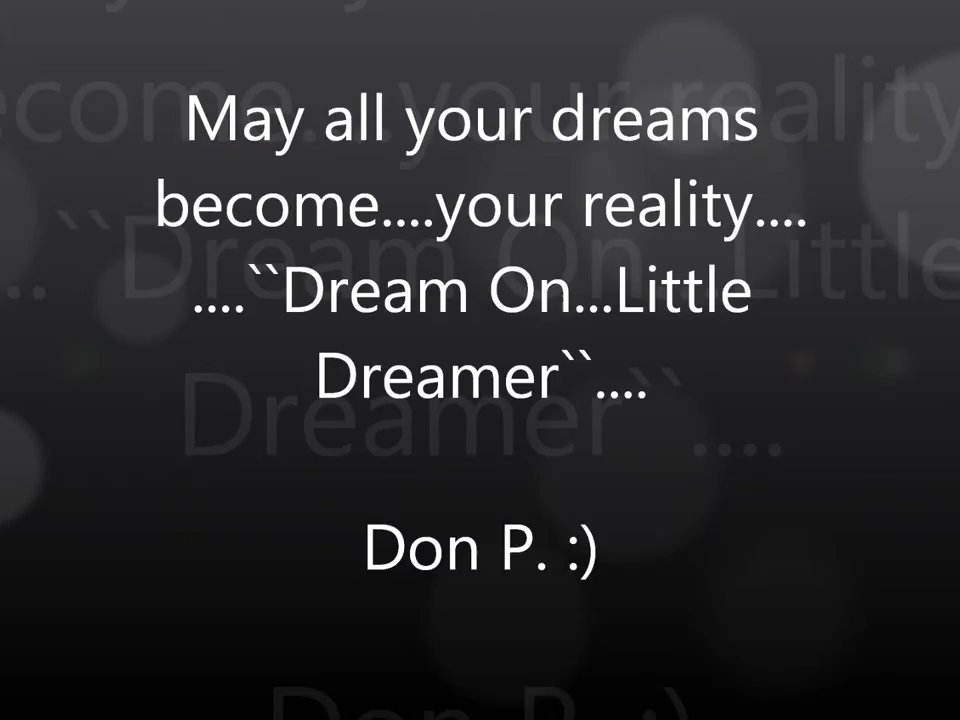 May all your dreams
become....your reality....
....``Dream On...Little
Dreamer``....
Don P. :)